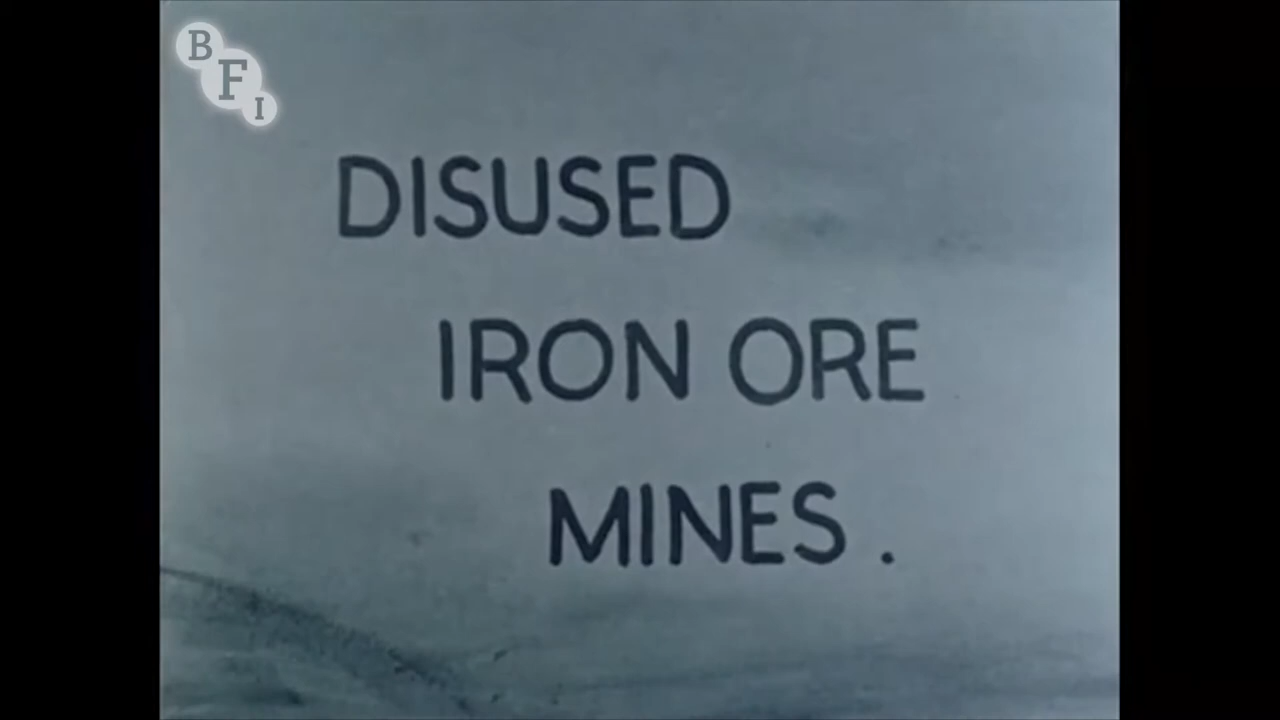 BFI
DISUSED
IRON ORE
MINES .